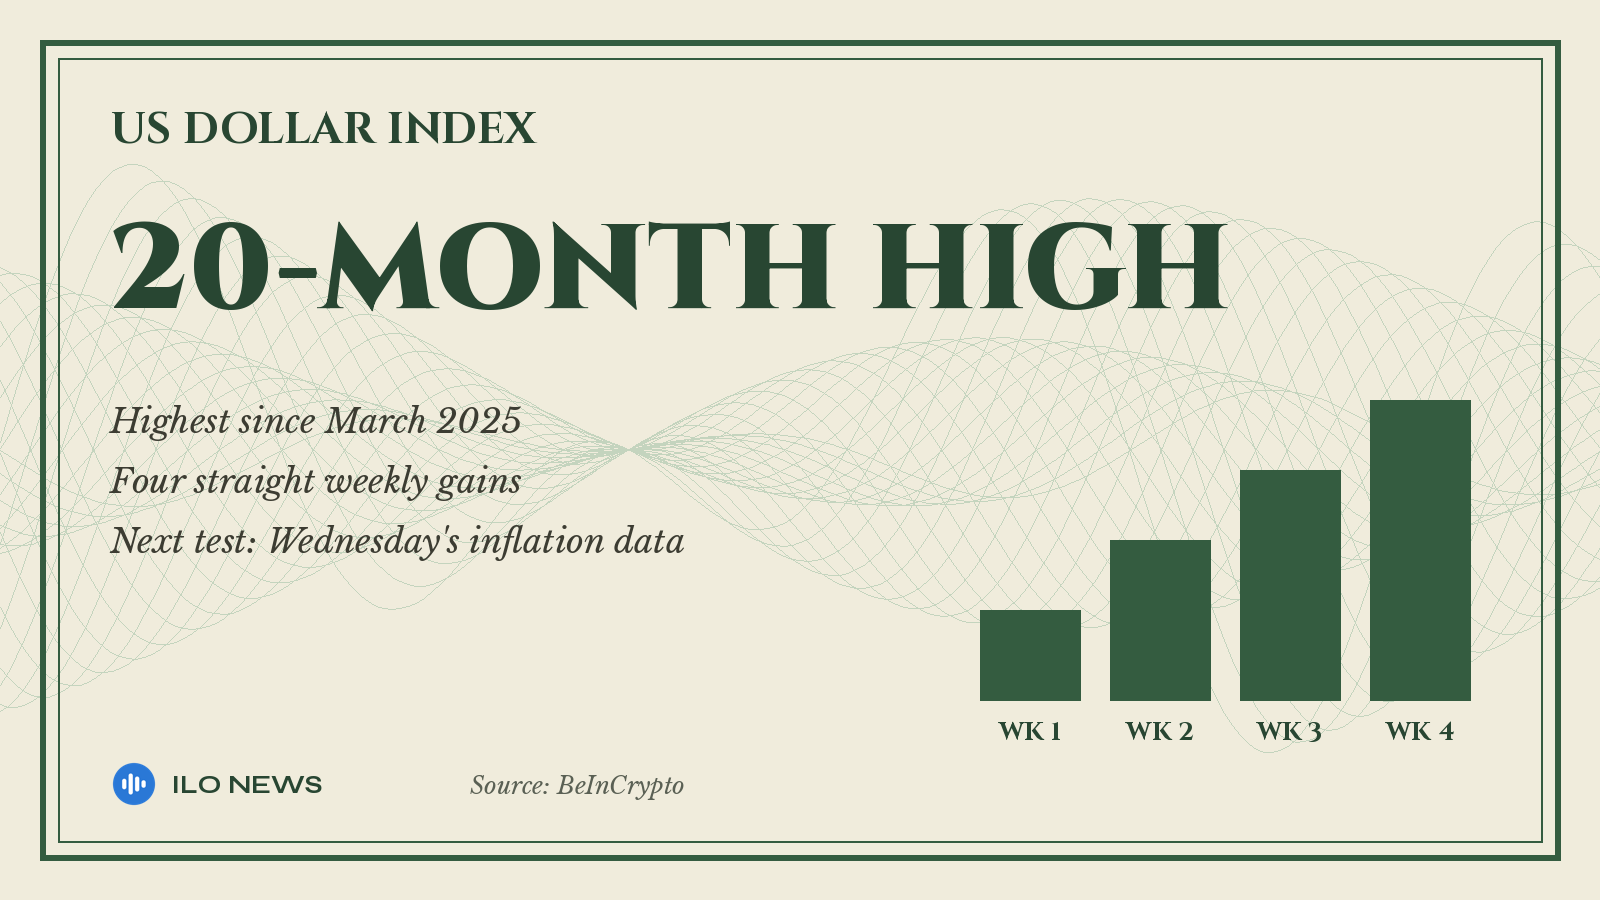 US DOLLAR INDEX
20-MONTH HIGH
Highest since March 2025
Four straight weekly gains
Next test: Wednesday's inflation data
WK 1 WK 2 WK 3 WK 4
ILO NEWS
Source: BeInCrypto